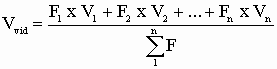 V_vid = (F_1 x V_1 + F_2 x V_2 + ... + F_n x V_n) / (∑_1^n F)